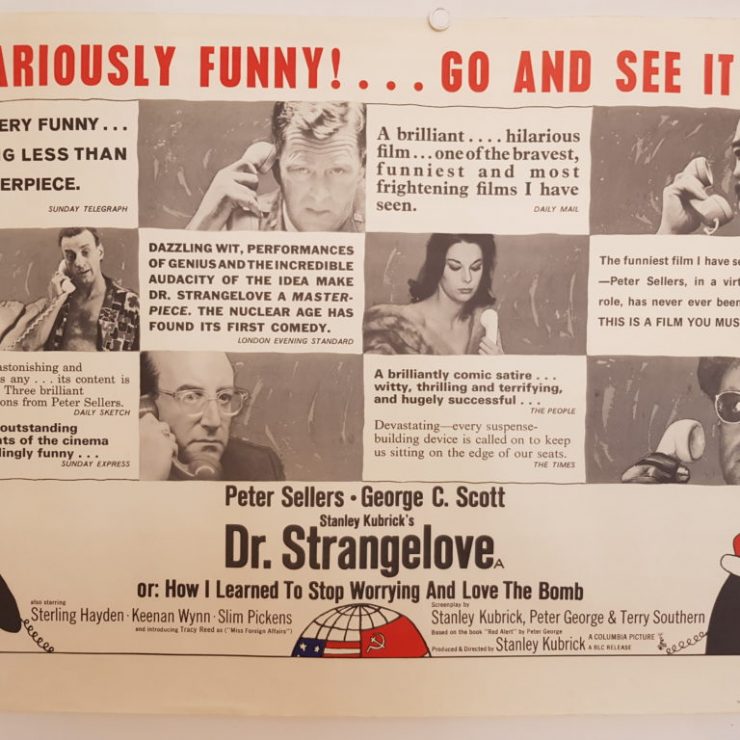 ARIOUSLY FUNNY!...GO AND SEE IT
ERY FUNNY...
G LESS THAN
ERPIECE.
SUNDAY TELEGRAPH
A brilliant....hilarious
film...one of the bravest,
funniest and most
frightening films I have
seen.
DAILY MAIL
DAZZLING WIT, PERFORMANCES
OF GENIUS AND THE INCREDIBLE
AUDACITY OF THE IDEA MAKE
DR. STRANGELOVE A MASTER-
PIECE. THE NUCLEAR AGE HAS
FOUND ITS FIRST COMEDY.
LONDON EVENING STANDARD
The funniest film I have se
—Peter Sellers, in a virt
role, has never ever been
THIS IS A FILM YOU MUS
astonishing and
s any...its content is
Three brilliant
ons from Peter Sellers.
DAILY SKETCH
outstanding
nts of the cinema
dingly funny...
SUNDAY EXPRESS
A brilliantly comic satire...
witty, thrilling and terrifying,
and hugely successful...
THE PEOPLE
Devastating—every suspense-
building device is called on to keep
us sitting on the edge of our seats.
THE TIMES
Peter Sellers · George C. Scott
Stanley Kubrick's
Dr. Strangelove A
or: How I Learned To Stop Worrying And Love The Bomb
also starring
Sterling Hayden · Keenan Wynn · Slim Pickens
and introducing Tracy Reed as ("Miss Foreign Affairs")
Screenplay by
Stanley Kubrick, Peter George & Terry Southern
Based on the book "Red Alert" by Peter George
Produced & Directed by Stanley Kubrick
A COLUMBIA PICTURE
A BLC RELEASE